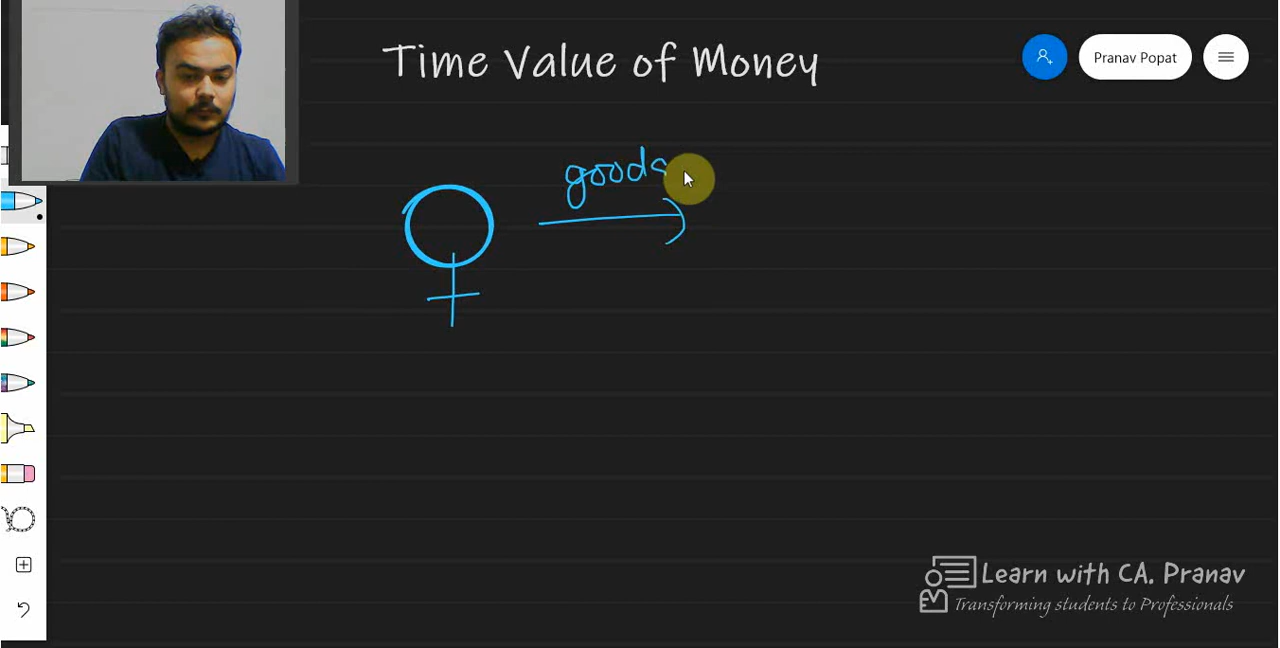 Time Value of Money
Pranav Popat
goods
Learn with CA. Pranav
Transforming students to Professionals